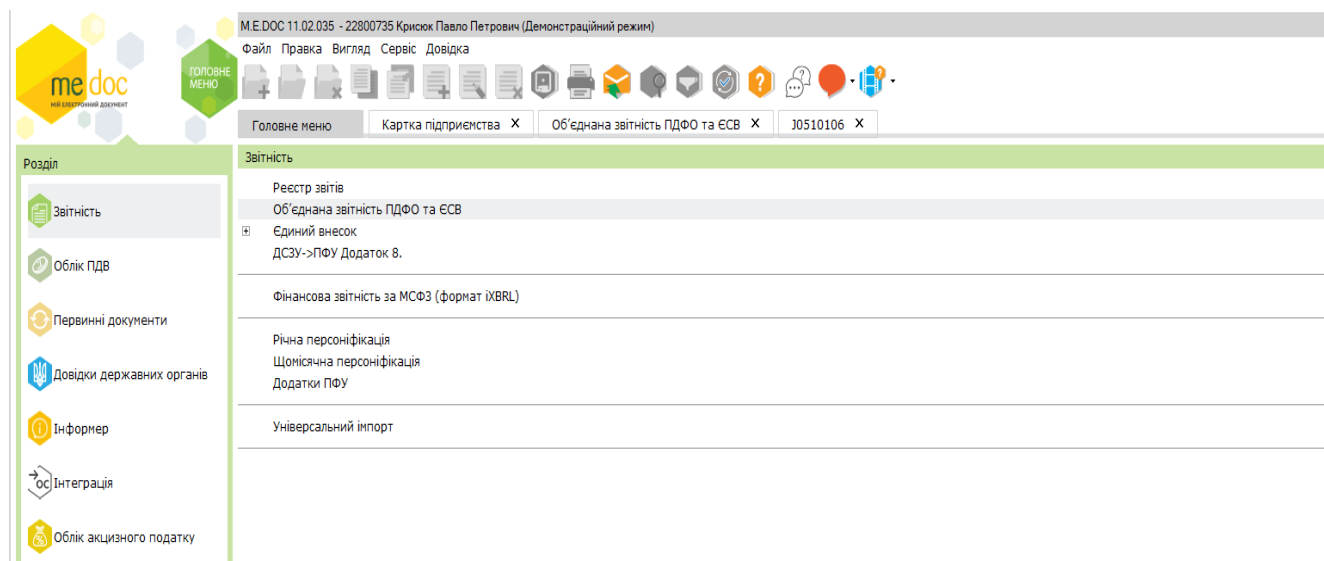 M.E.DOC 11.02.035 - 22800735 Крисюк Павло Петрович (Демонстраційний режим)
Файл Правка Вигляд Сервіс Довідка
me doc
МІЙ ЕЛЕКТРОННИЙ ДОКУМЕНТ
ГОЛОВНЕ
МЕНЮ
Головне меню Картка підприємства X Об'єднана звітність ПДФО та ЄСВ X J0510106 X
Розділ
Звітність
Облік ПДВ
Первинні документи
Довідки державних органів
Інформер
Інтеграція
Облік акцизного податку
Звітність
Реєстр звітів
Об'єднана звітність ПДФО та ЄСВ
Єдиний внесок
ДСЗУ->ПФУ Додаток 8.
Фінансова звітність за МСФЗ (формат iXBRL)
Річна персоніфікація
Щомісячна персоніфікація
Додатки ПФУ
Універсальний імпорт